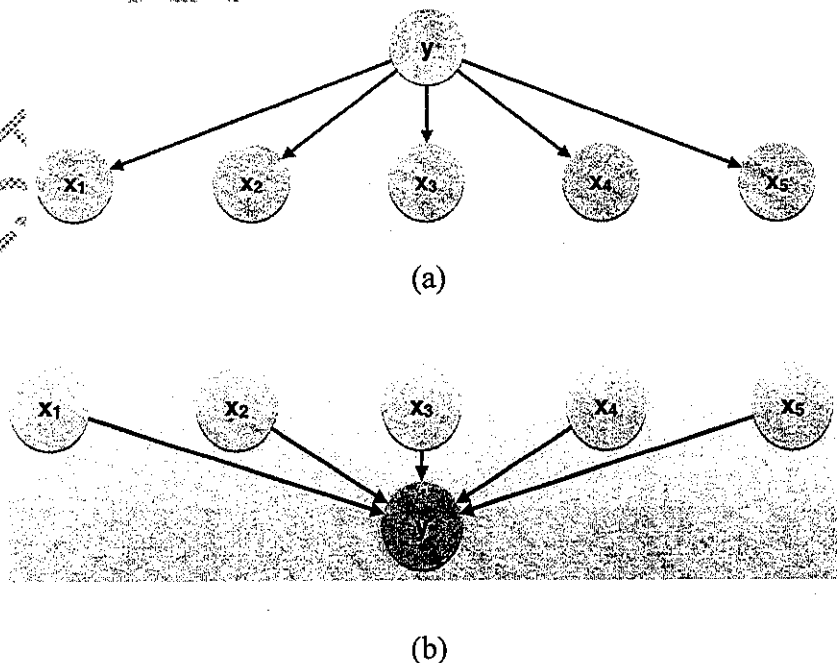 y
x₁ x₂ x₃ x₄ x₅
(a)
x₁ x₂ x₃ x₄ x₅
y
(b)